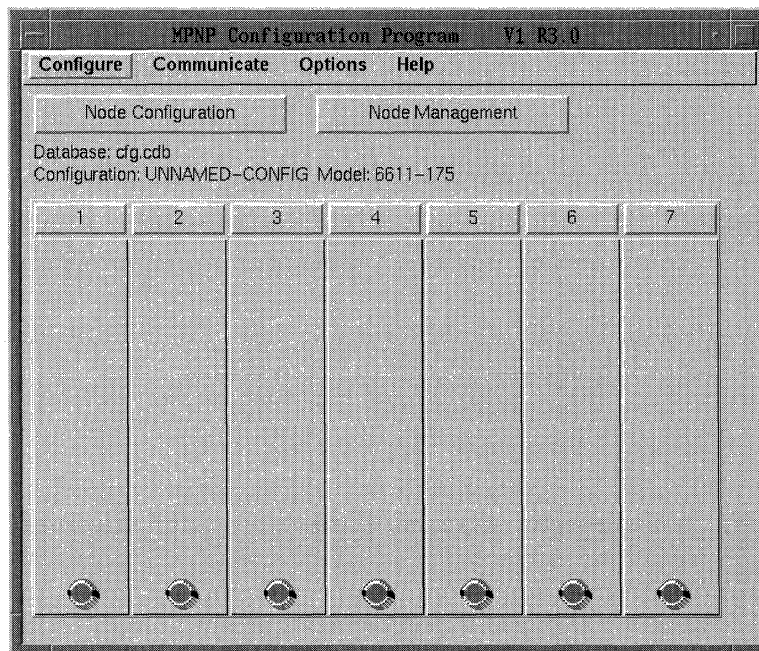 MPNP Configuration Program V1 R3.0
Configure Communicate Options Help
Node Configuration Node Management
Database: cfg.cdb
Configuration: UNNAMED-CONFIG Model: 6611-175
1 2 3 4 5 6 7